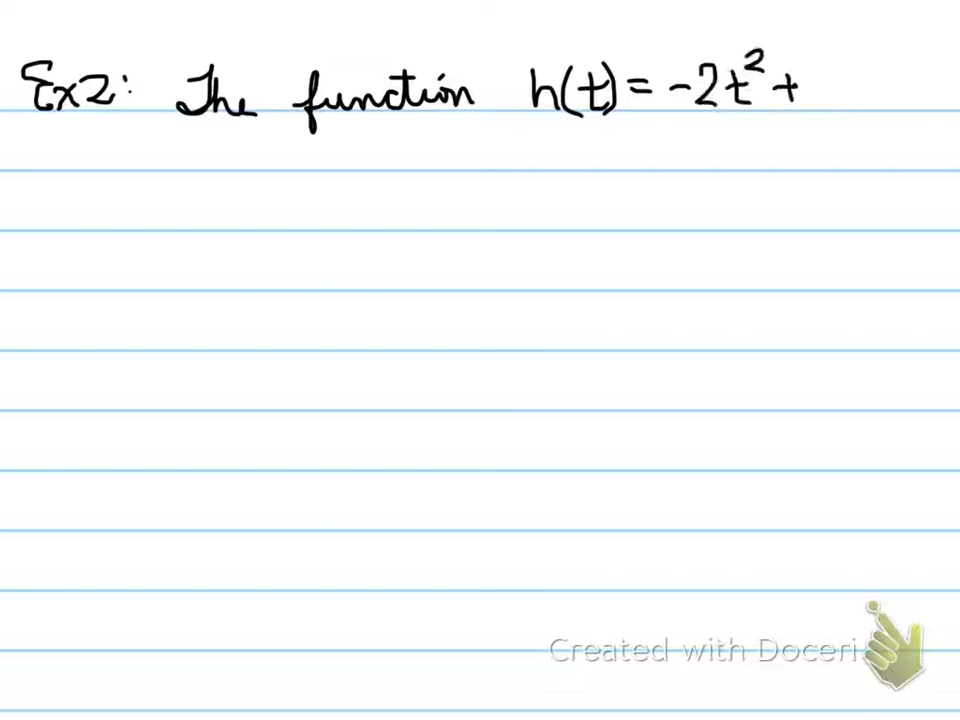 Ex2: The function h(t) = -2t² +
Created with Doceri